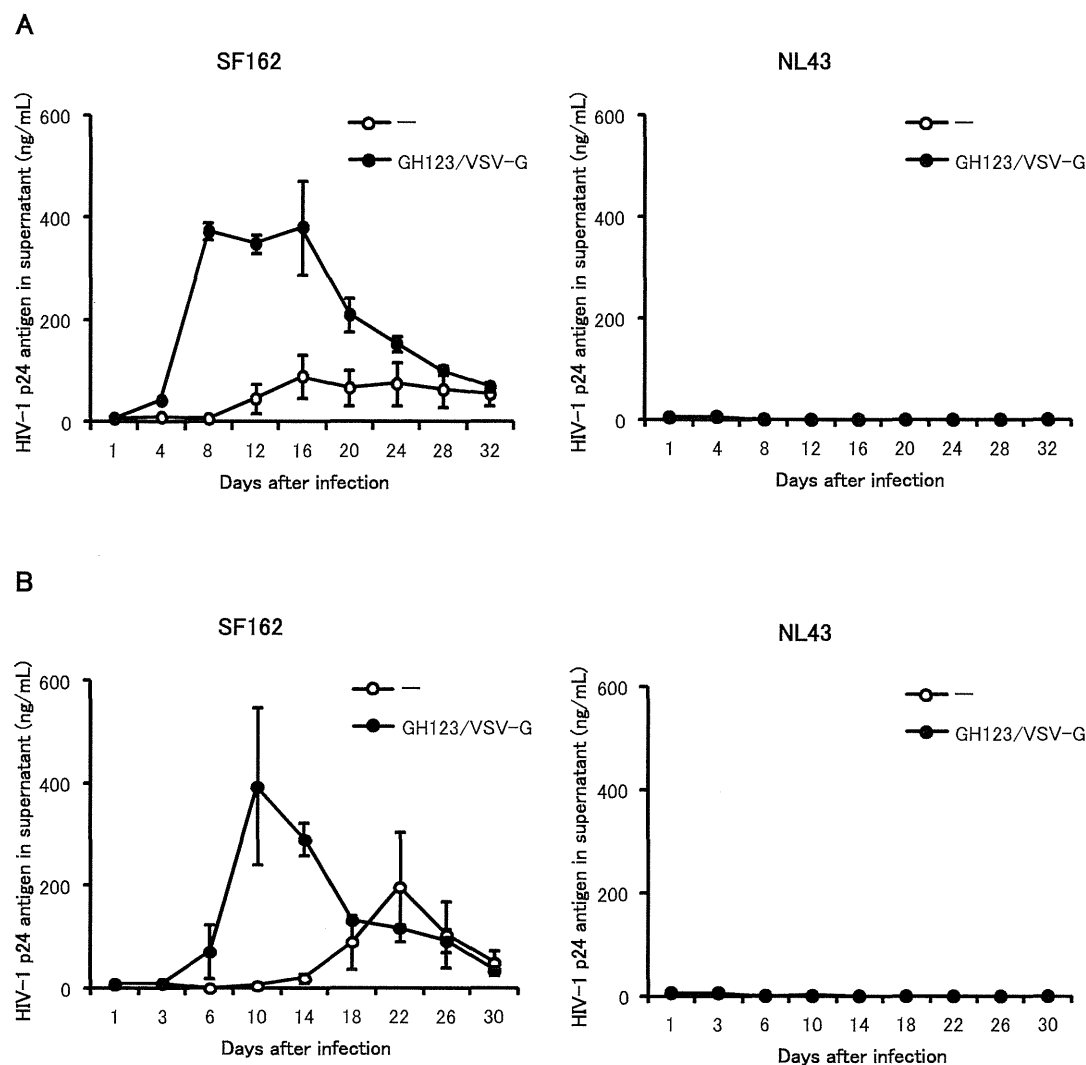 A
SF162
HIV-1 p24 antigen in supernatant (ng/mL)
600
400
200
0
—
GH123/VSV-G
1 4 8 12 16 20 24 28 32
Days after infection
NL43
HIV-1 p24 antigen in supernatant (ng/mL)
600
400
200
0
—
GH123/VSV-G
1 4 8 12 16 20 24 28 32
Days after infection
B
SF162
HIV-1 p24 antigen in supernatant (ng/mL)
600
400
200
0
—
GH123/VSV-G
1 3 6 10 14 18 22 26 30
Days after infection
NL43
HIV-1 p24 antigen in supernatant (ng/mL)
600
400
200
0
—
GH123/VSV-G
1 3 6 10 14 18 22 26 30
Days after infection